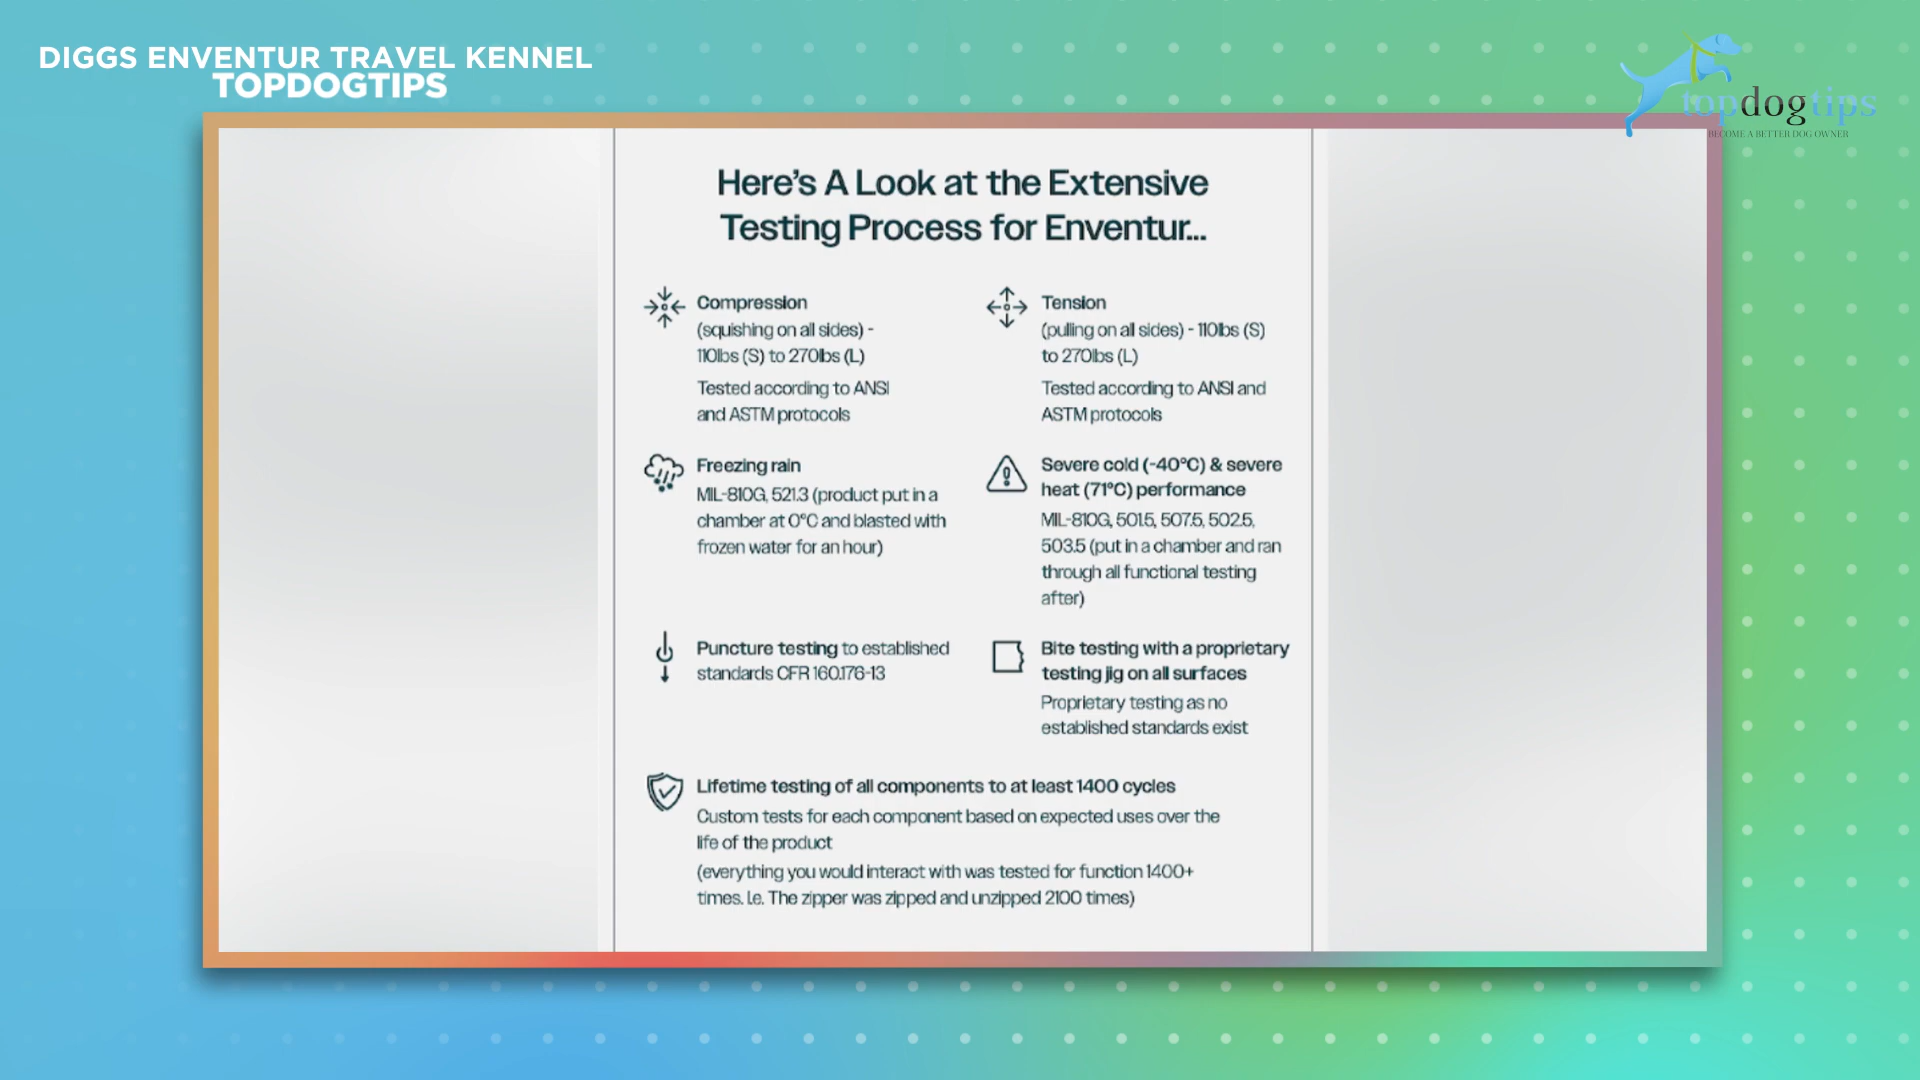 DIGGS ENVENTUR TRAVEL KENNEL
TOPDOGTIPS
topdogtips
BECOME A BETTER DOG OWNER
Here's A Look at the Extensive
Testing Process for Enventur...
Compression
(squishing on all sides) -
110lbs (S) to 270lbs (L)
Tested according to ANSI
and ASTM protocols
Tension
(pulling on all sides) - 110lbs (S)
to 270lbs (L)
Tested according to ANSI and
ASTM protocols
Freezing rain
MIL-810G, 521.3 (product put in a
chamber at 0°C and blasted with
frozen water for an hour)
Severe cold (-40°C) & severe
heat (71°C) performance
MIL-810G, 501.5, 507.5, 502.5,
503.5 (put in a chamber and ran
through all functional testing
after)
Puncture testing to established
standards CFR 160.176-13
Bite testing with a proprietary
testing jig on all surfaces
Proprietary testing as no
established standards exist
Lifetime testing of all components to at least 1400 cycles
Custom tests for each component based on expected uses over the
life of the product
(everything you would interact with was tested for function 1400+
times. I.e. The zipper was zipped and unzipped 2100 times)